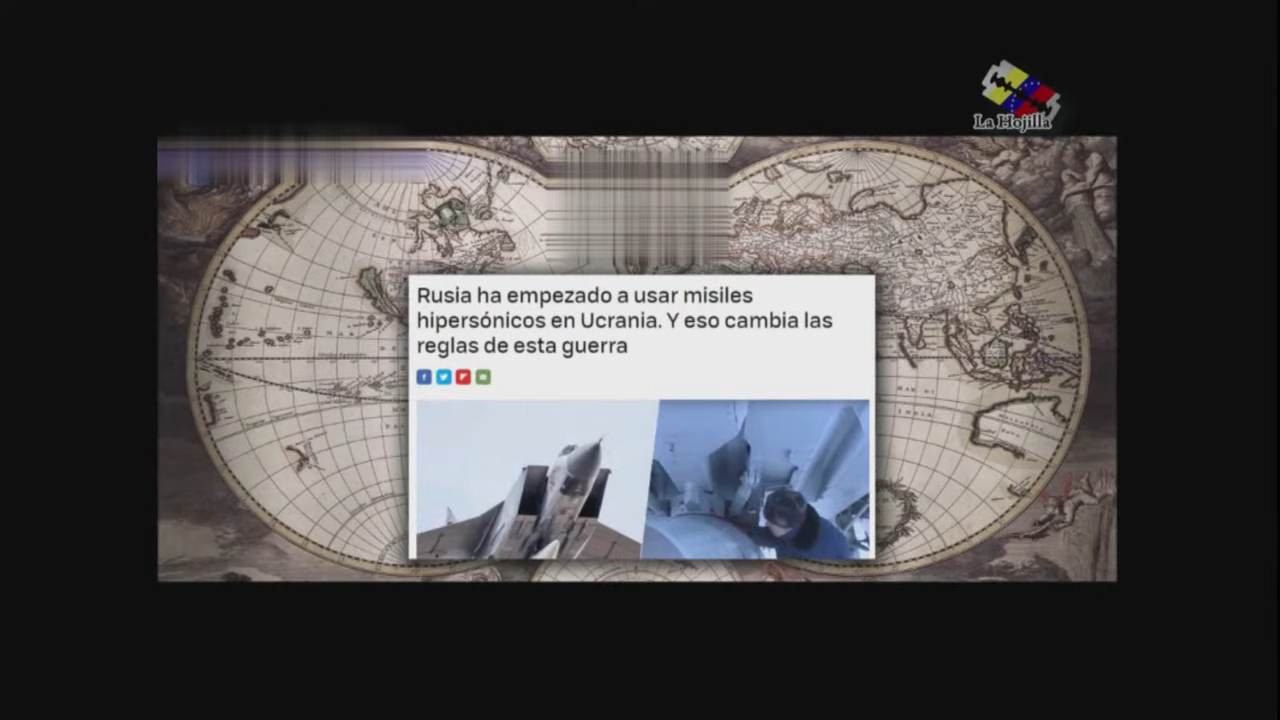 La Hojilla
Rusia ha empezado a usar misiles
hipersónicos en Ucrania. Y eso cambia las
reglas de esta guerra